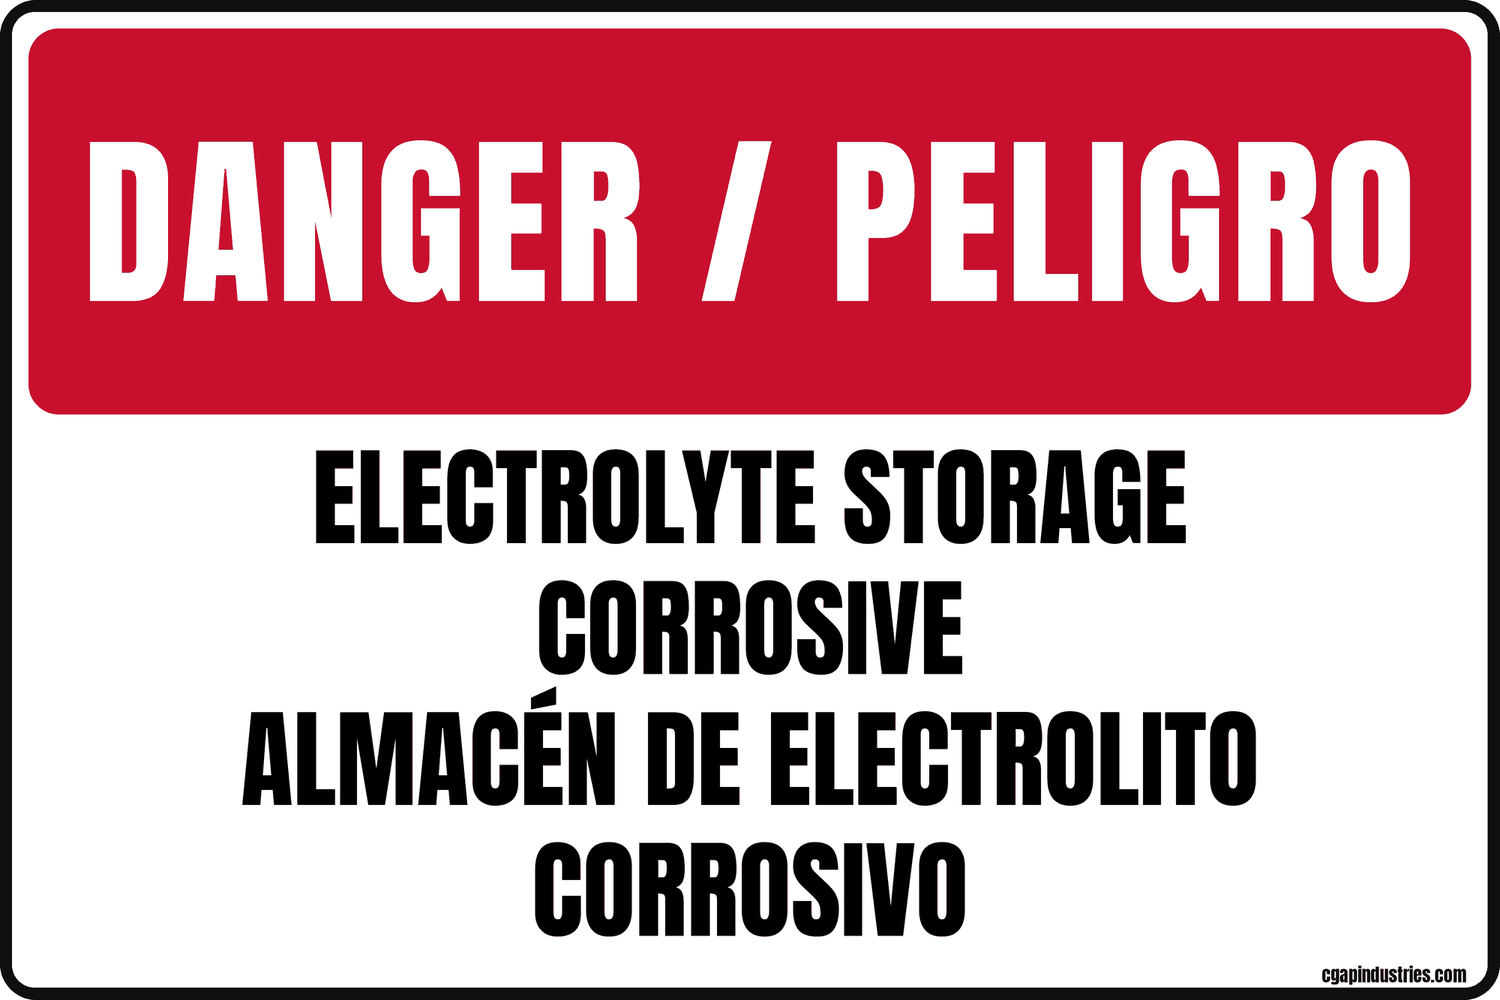 DANGER / PELIGRO
ELECTROLYTE STORAGE
CORROSIVE
ALMACÉN DE ELECTROLITO
CORROSIVO
cgapindustries.com